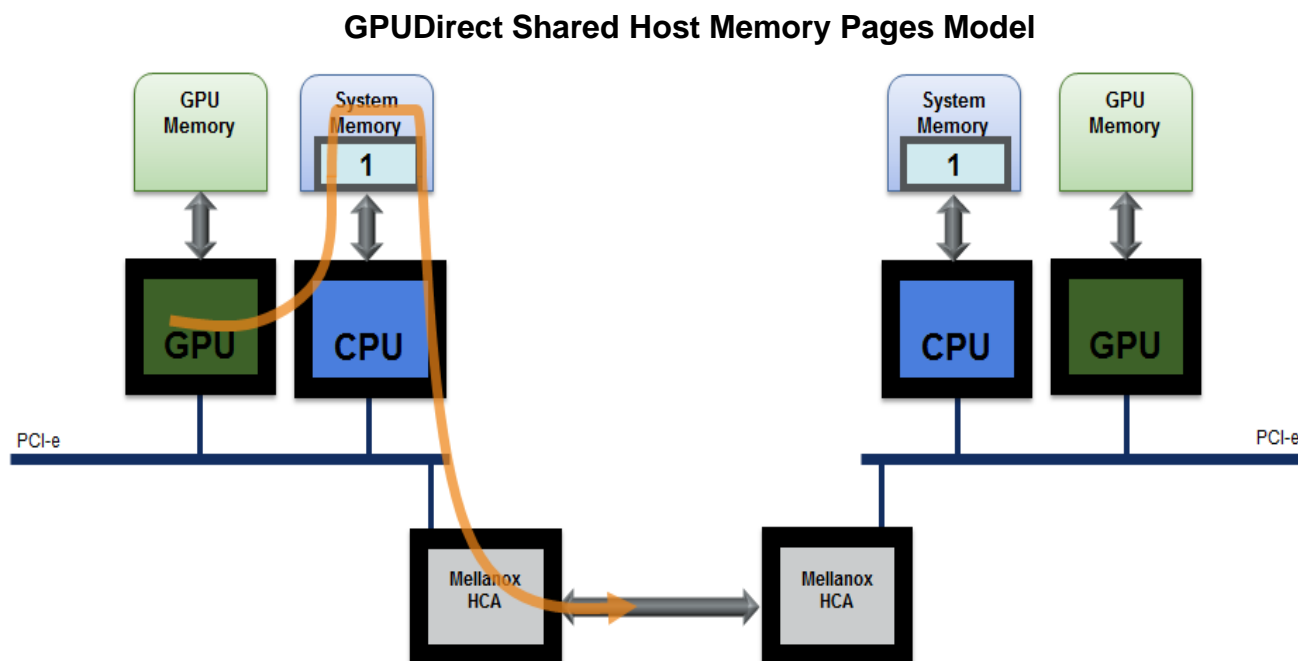 GPUDirect Shared Host Memory Pages Model
GPU
Memory
System
Memory
1
System
Memory
1
GPU
Memory
GPU
CPU
CPU
GPU
PCI-e
PCI-e
Mellanox
HCA
Mellanox
HCA